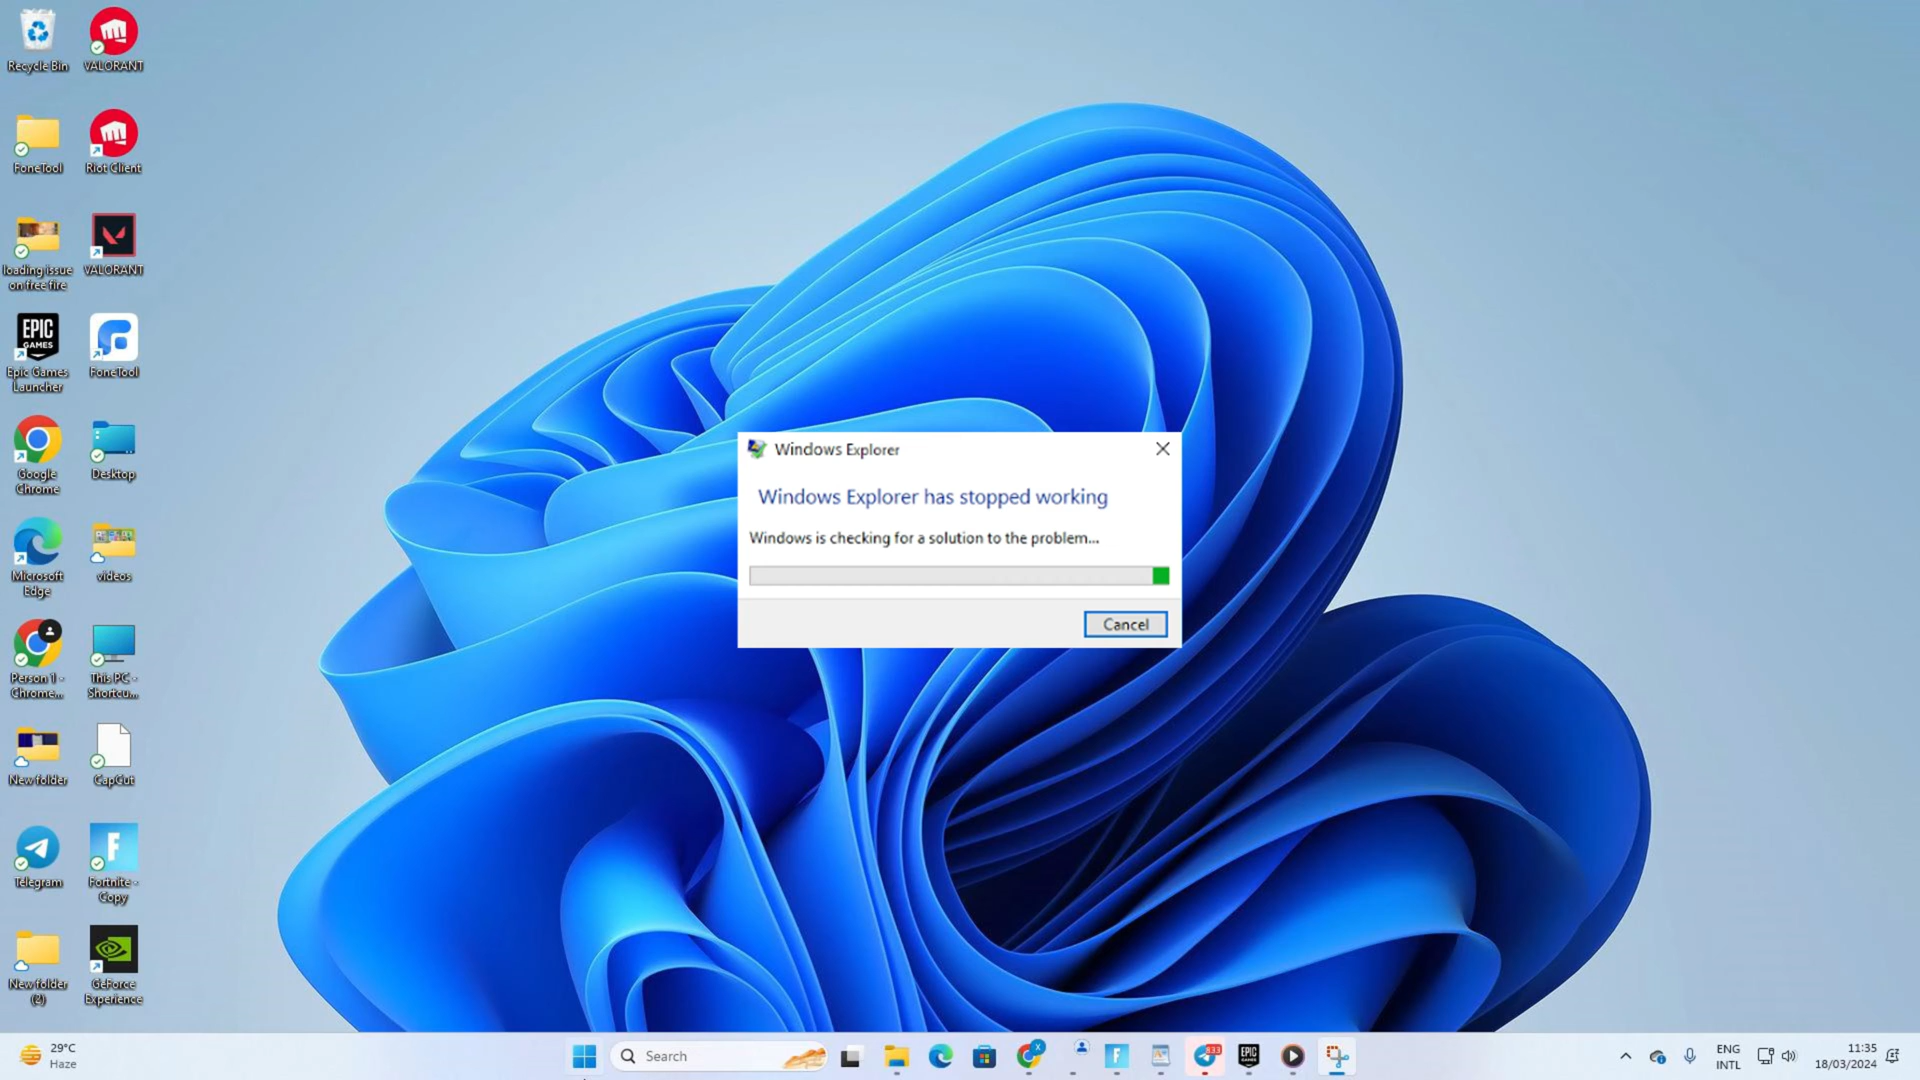 Recycle Bin
VALORANT
FoneTool
Riot Client
loading issue
on free fire
VALORANT
EPIC
GAMES
Epic Games
Launcher
FoneTool
Google
Chrome
Desktop
Microsoft
Edge
videos
Person 1 -
Chrome...
This PC -
Shortcu...
New folder
CapCut
Telegram
F
Fortnite -
Copy
New folder
(2)
GeForce
Experience
Windows Explorer
Windows Explorer has stopped working
Windows is checking for a solution to the problem...
Cancel
29°C
Haze
Search
X
F
833
EPIC
ENG
INTL
11:35
18/03/2024